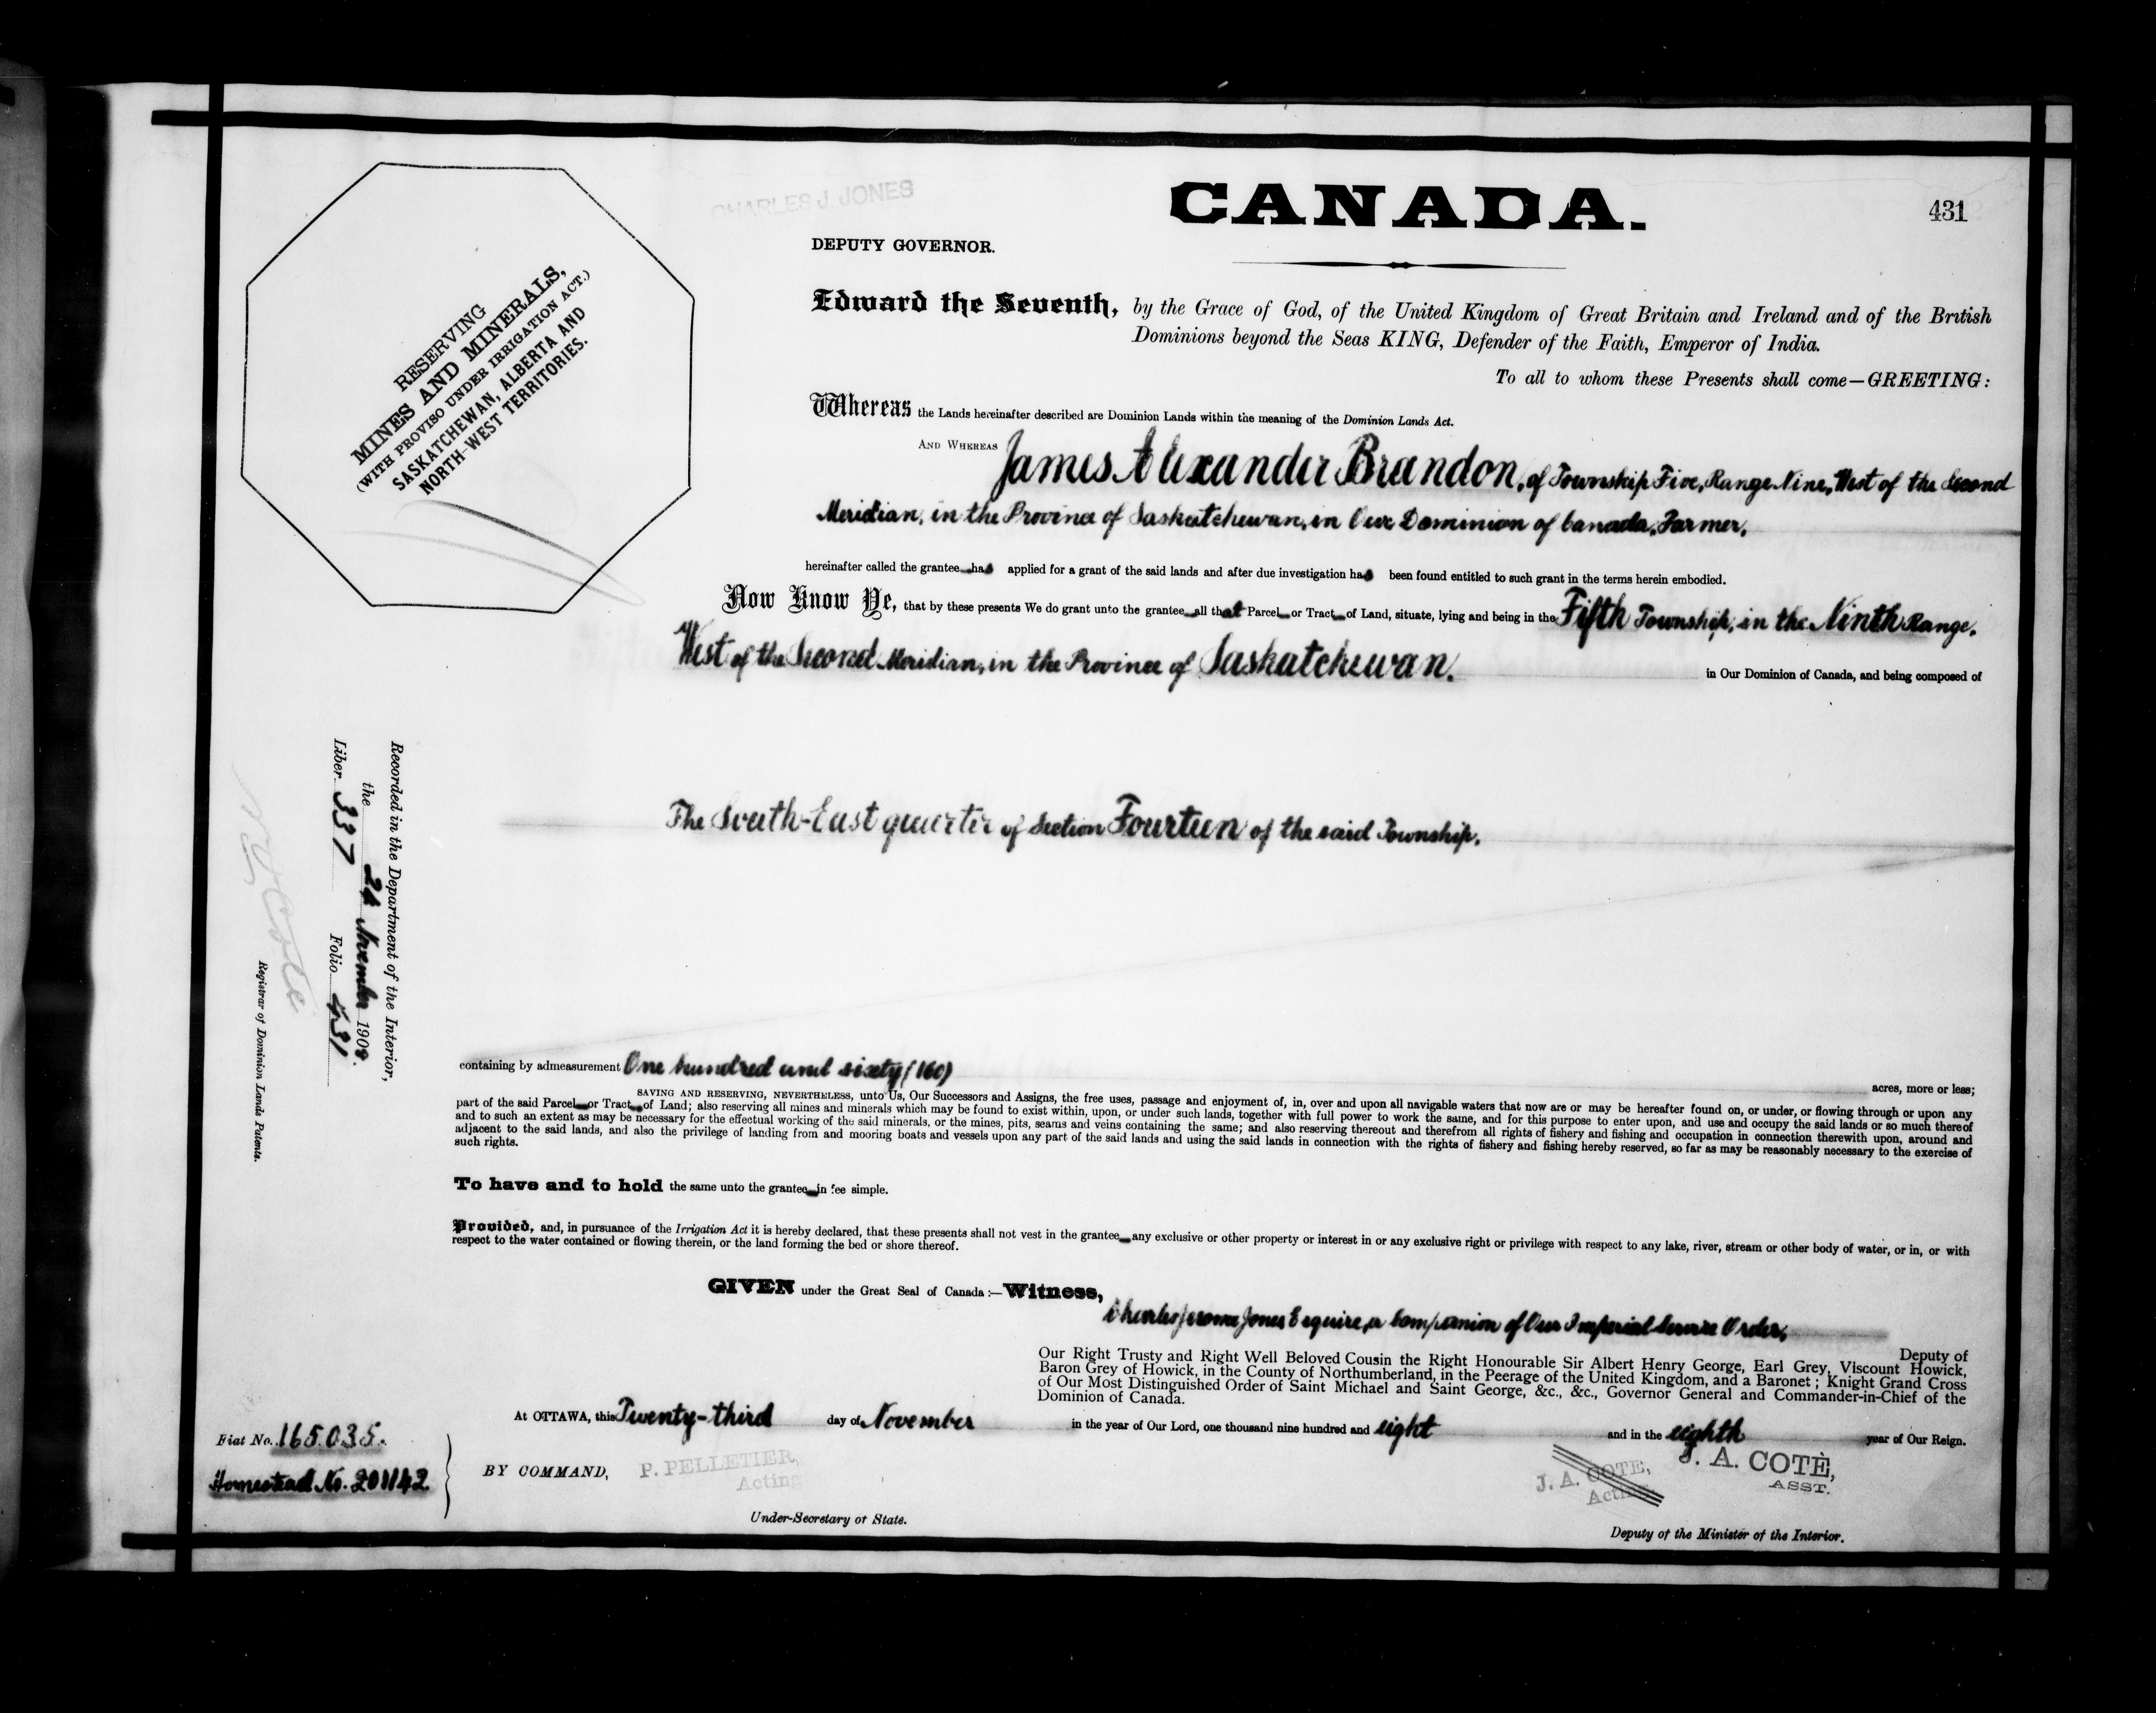 CHARLES J. JONES
CANADA.
431
DEPUTY GOVERNOR.
Edward the Seventh, by the Grace of God, of the United Kingdom of Great Britain and Ireland and of the British
Dominions beyond the Seas KING, Defender of the Faith, Emperor of India.
To all to whom these Presents shall come—GREETING:
RESERVING
MINES AND MINERALS,
(WITH PROVISO UNDER IRRIGATION ACT.)
SASKATCHEWAN, ALBERTA AND
NORTH-WEST TERRITORIES.
Whereas the Lands hereinafter described are Dominion Lands within the meaning of the Dominion Lands Act.
AND WHEREAS James Alexander Brandon, of Township Five, Range Nine, West of the Second
Meridian, in the Province of Saskatchewan, in Our Dominion of Canada, Farmer,
hereinafter called the grantee has applied for a grant of the said lands and after due investigation has been found entitled to such grant in the terms herein embodied.
Now Know Ye, that by these presents We do grant unto the grantee all that Parcel or Tract of Land, situate, lying and being in the Fifth Township, in the Ninth Range,
West of the Second Meridian, in the Province of Saskatchewan. in Our Dominion of Canada, and being composed of
The South-East quarter of Section Fourteen of the said Township.
Recorded in the Department of the Interior,
the 24 November 1908.
Liber 337 Folio 431
N O Coté
Registrar of Dominion Lands Patents.
containing by admeasurement One hundred and sixty (160) acres, more or less;
SAVING AND RESERVING, NEVERTHELESS, unto Us, Our Successors and Assigns, the free uses, passage and enjoyment of, in, over and upon all navigable waters that now are or may be hereafter found on, or under, or flowing through or upon any
part of the said Parcel or Tract of Land; also reserving all mines and minerals which may be found to exist within, upon, or under such lands, together with full power to work the same, and for this purpose to enter upon, and use and occupy the said lands or so much thereof
and to such an extent as may be necessary for the effectual working of the said minerals, or the mines, pits, seams and veins containing the same; and also reserving thereout and therefrom all rights of fishery and fishing and occupation in connection therewith upon, around and
adjacent to the said lands, and also the privilege of landing from and mooring boats and vessels upon any part of the said lands and using the said lands in connection with the rights of fishery and fishing hereby reserved, so far as may be reasonably necessary to the exercise of
such rights.
To have and to hold the same unto the grantee in fee simple.
Provided, and, in pursuance of the Irrigation Act it is hereby declared, that these presents shall not vest in the grantee any exclusive or other property or interest in or any exclusive right or privilege with respect to any lake, river, stream or other body of water, or in, or with
respect to the water contained or flowing therein, or the land forming the bed or shore thereof.
GIVEN under the Great Seal of Canada:—Witness,
Charles Jerome Jones Esquire, a Companion of Our Imperial Service Order,
Deputy of
Our Right Trusty and Right Well Beloved Cousin the Right Honourable Sir Albert Henry George, Earl Grey, Viscount Howick,
Baron Grey of Howick, in the County of Northumberland, in the Peerage of the United Kingdom, and a Baronet; Knight Grand Cross
of Our Most Distinguished Order of Saint Michael and Saint George, &c., &c., Governor General and Commander-in-Chief of the
Dominion of Canada.
At OTTAWA, this Twenty-third day of November in the year of Our Lord, one thousand nine hundred and eight and in the eighth year of Our Reign.
Fiat No. 165035.
Homestead No. 201142.
BY COMMAND, P. PELLETIER,
Acting
Under-Secretary of State.
J. A. COTE,
Acting
J. A. COTÈ,
ASST.
Deputy of the Minister of the Interior.